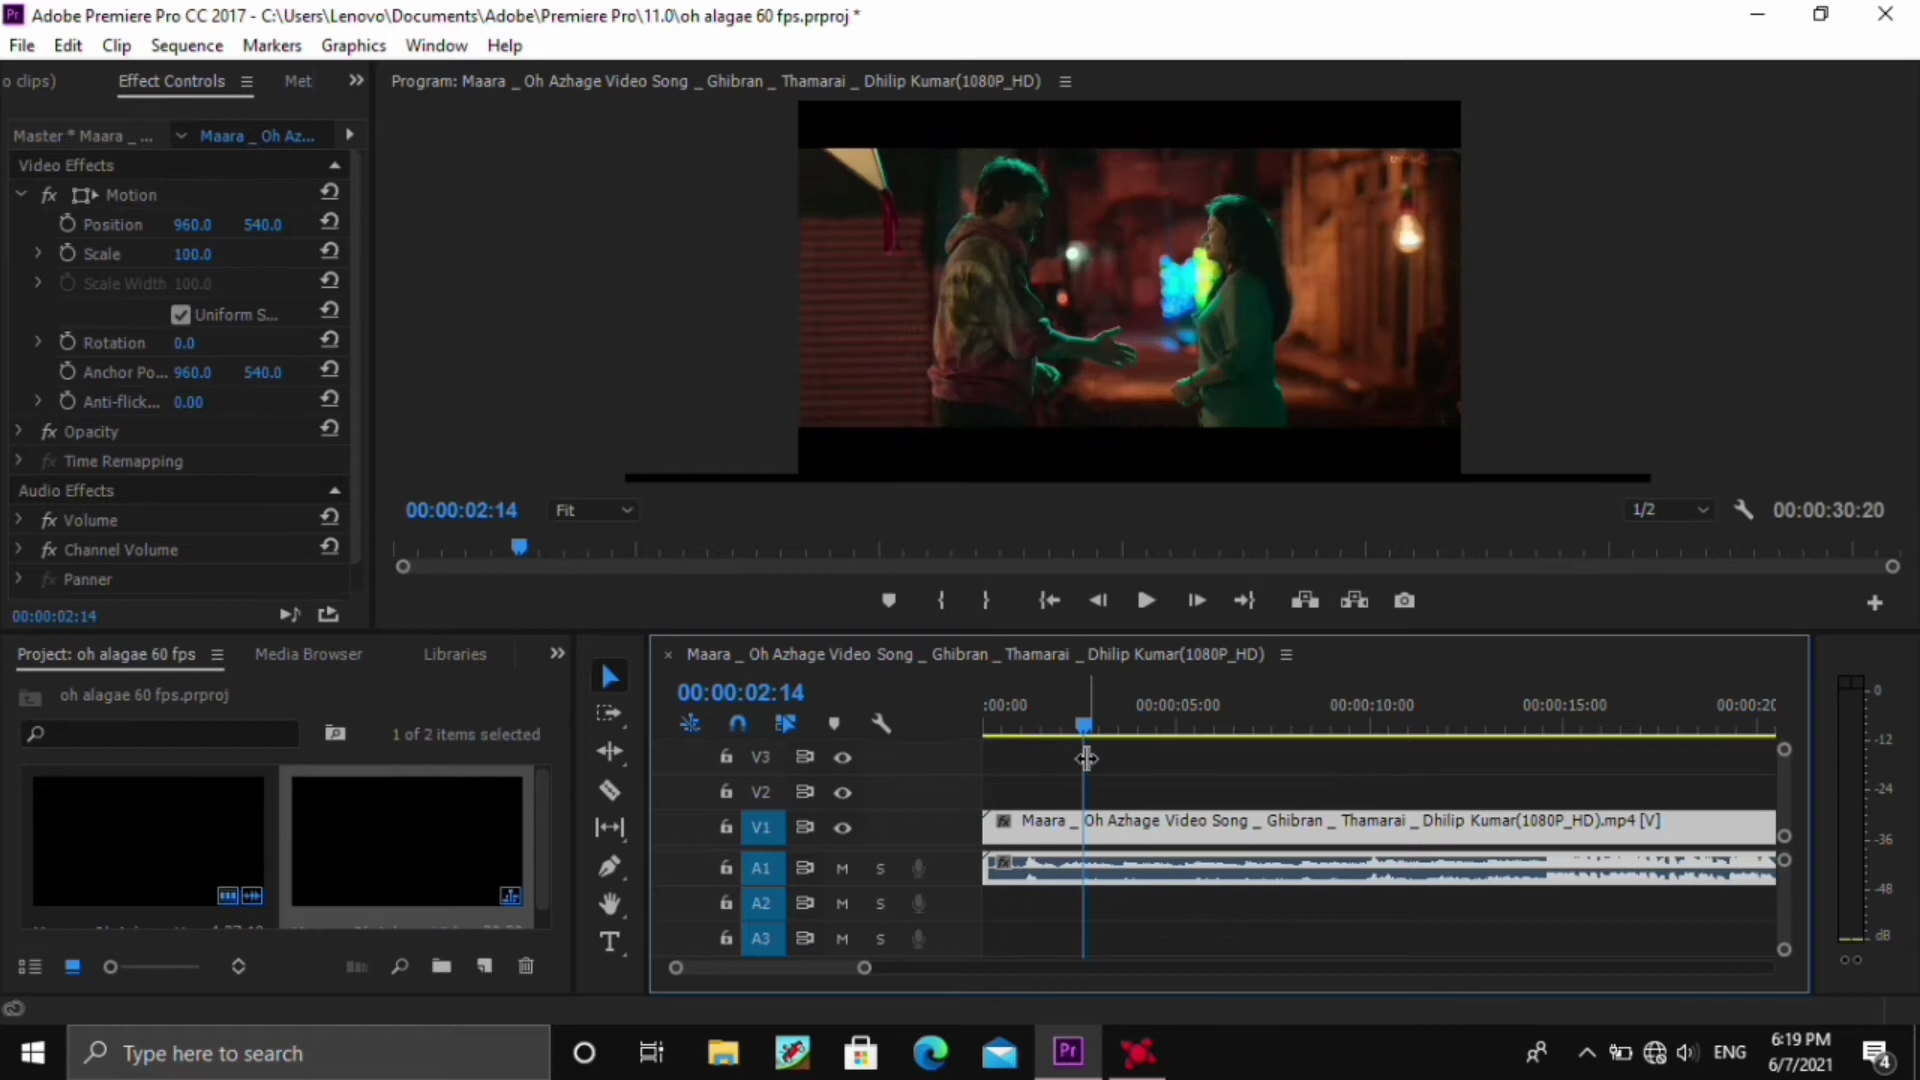 Adobe Premiere Pro CC 2017 - C:\Users\Lenovo\Documents\Adobe\Premiere Pro\11.0\oh alagae 60 fps.prproj *
File Edit Clip Sequence Markers Graphics Window Help
o clips) Effect Controls Met
Program: Maara _ Oh Azhage Video Song _ Ghibran _ Thamarai _ Dhilip Kumar(1080P_HD)
Master * Maara _ ... Maara _ Oh Az...
Video Effects
fx Motion
Position 960.0 540.0
Scale 100.0
Scale Width 100.0
Uniform S...
Rotation 0.0
Anchor Po... 960.0 540.0
Anti-flick... 0.00
fx Opacity
fx Time Remapping
Audio Effects
fx Volume
fx Channel Volume
fx Panner
00:00:02:14
00:00:02:14 Fit 1/2 00:00:30:20
Project: oh alagae 60 fps Media Browser Libraries
oh alagae 60 fps.prproj
1 of 2 items selected
Maara _ Oh Azhage Video Song _ Ghibran _ Thamarai _ Dhilip Kumar(1080P_HD)
00:00:02:14
:00:00 00:00:05:00 00:00:10:00 00:00:15:00 00:00:20
V3
V2
V1 fx Maara _ Oh Azhage Video Song _ Ghibran _ Thamarai _ Dhilip Kumar(1080P_HD).mp4 [V]
A1 M S fx
A2 M S
A3 M S
0
-12
-24
-36
-48
dB
Type here to search
Pr
ENG
6:19 PM
6/7/2021
4